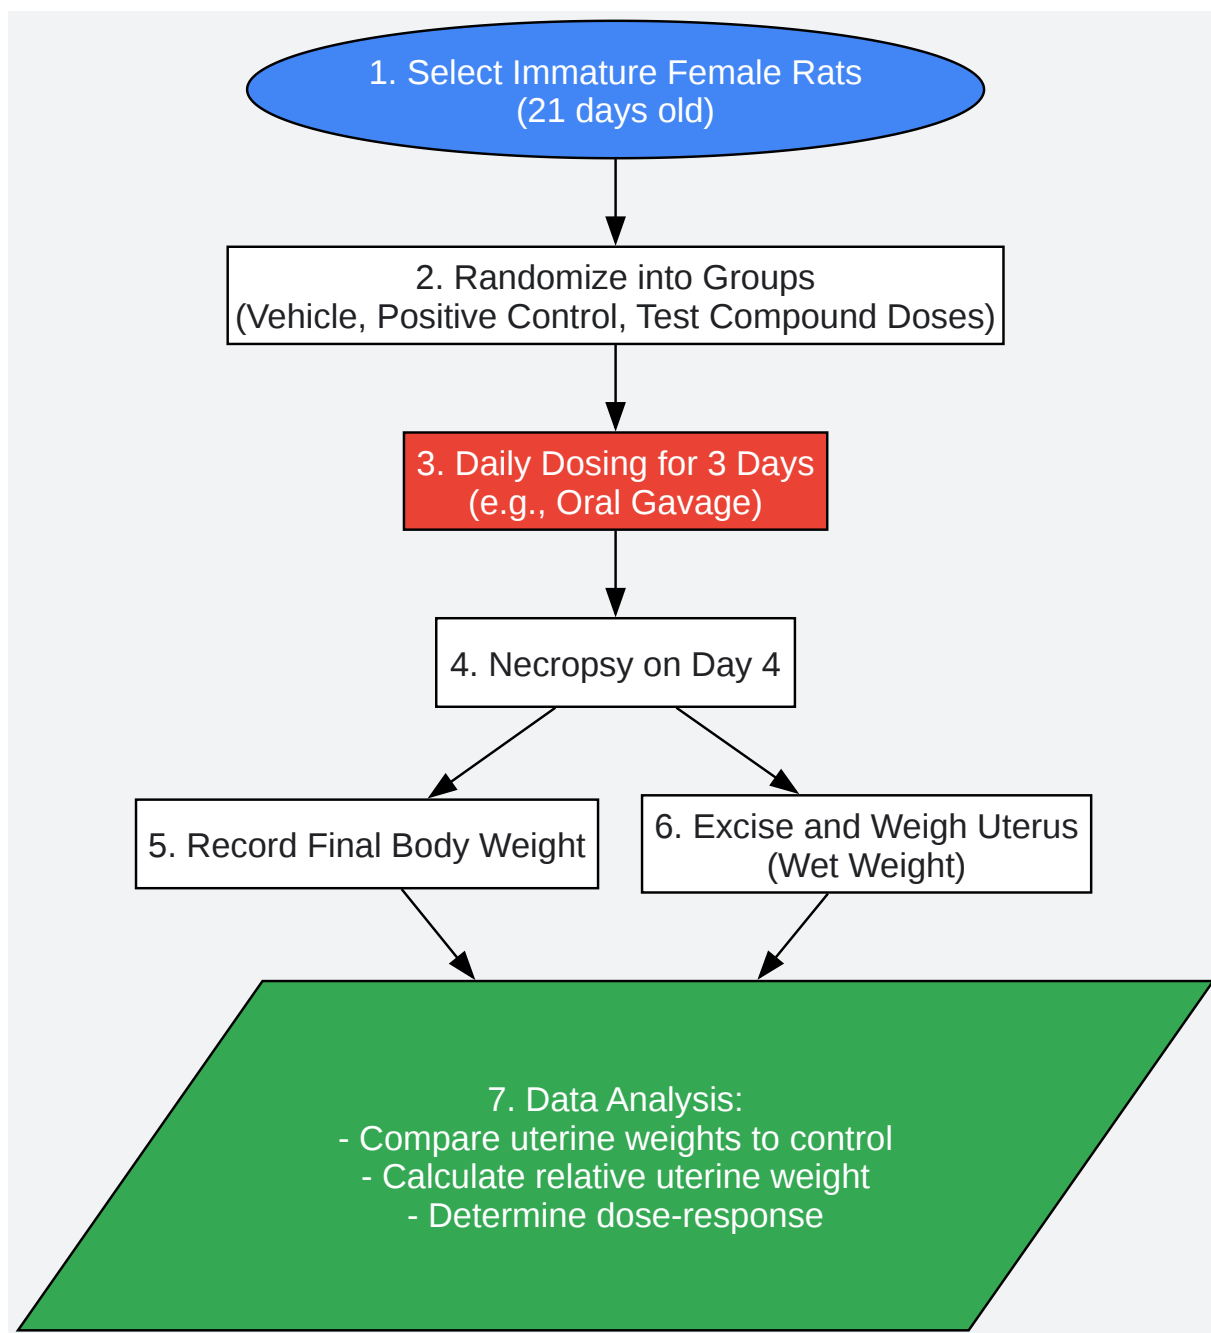 1. Select Immature Female Rats
(21 days old)
2. Randomize into Groups
(Vehicle, Positive Control, Test Compound Doses)
3. Daily Dosing for 3 Days
(e.g., Oral Gavage)
4. Necropsy on Day 4
5. Record Final Body Weight
6. Excise and Weigh Uterus
(Wet Weight)
7. Data Analysis:
- Compare uterine weights to control
- Calculate relative uterine weight
- Determine dose-response